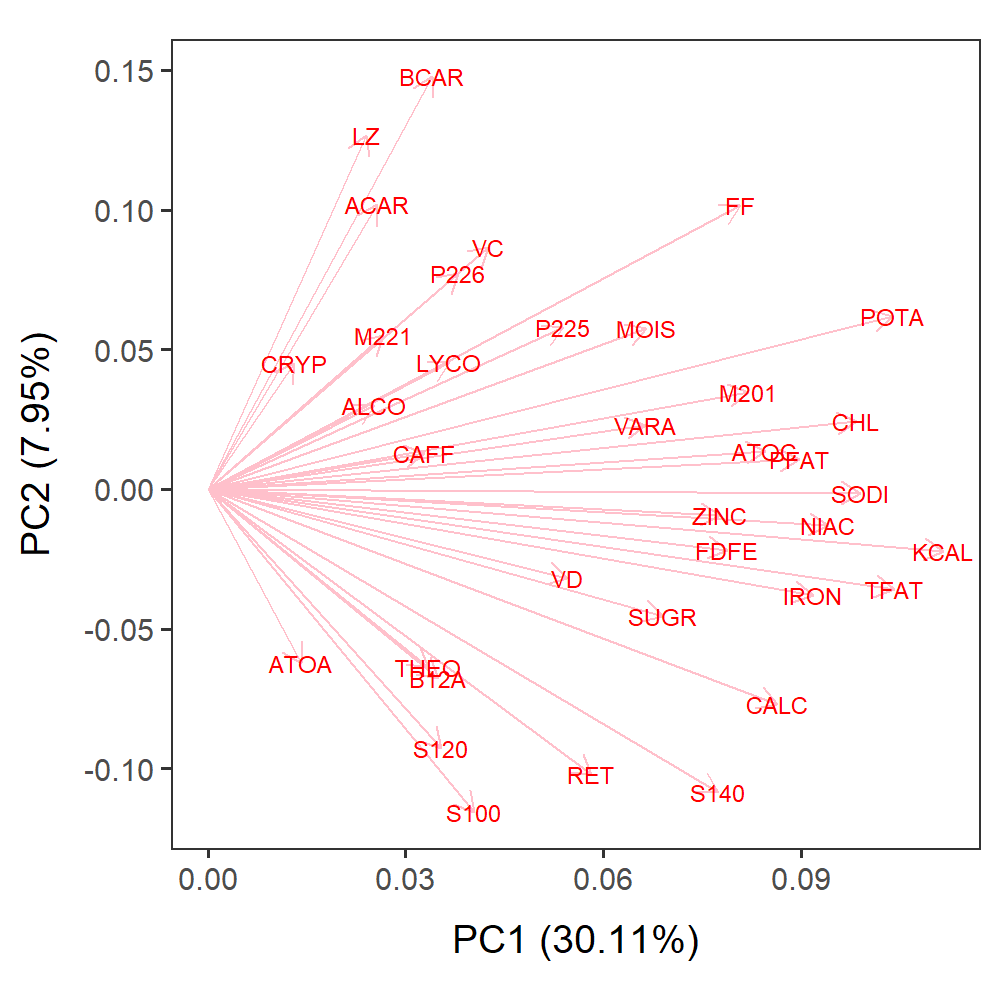 0.15
0.10
0.05
0.00
-0.05
-0.10
PC2 (7.95%)
BCAR
LZ
ACAR
FF
VC
P226
POTA
P225
MOIS
M221
CRYP
LYCO
M201
ALCO
CHL
VARA
CAFF
ATOC
PFAT
SODI
ZINC
NIAC
FDFE
KCAL
VD
TFAT
IRON
SUGR
ATOA
THEO
B12A
CALC
S120
RET
S140
S100
0.00
0.03
0.06
0.09
PC1 (30.11%)